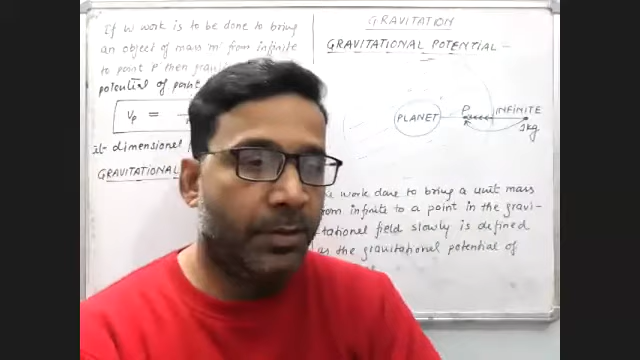 If W work is to be done to bring
an object of mass m from infinite
to point P then
potential of point
Vp =
it dimensional
GRAVITATIONAL
GRAVITATION
GRAVITATIONAL POTENTIAL -
PLANET
P
INFINITE
1kg
work done to bring a unit mass
from infinite to a point in the gravi-
tational field slowly is defined
as the gravitational potential of